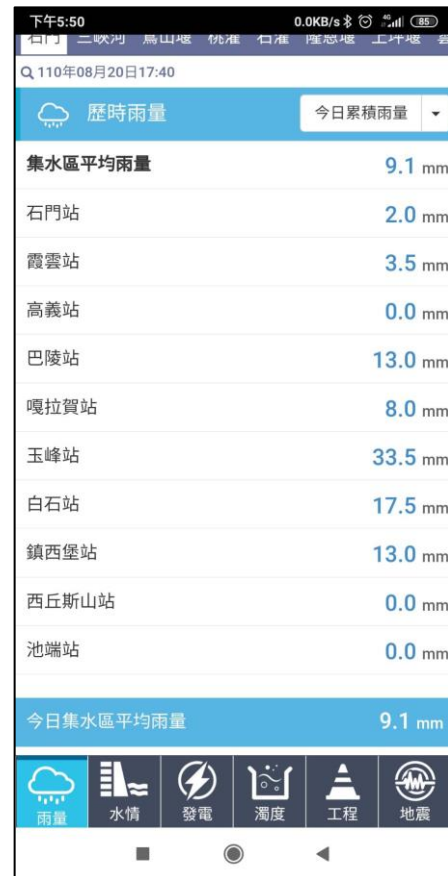 下午5:50 0.0KB/s 4G 85
石門 三峽河 鳶山堰 桃灌 石灌 隆恩堰 上坪堰
110年08月20日17:40
歷時雨量 今日累積雨量
集水區平均雨量 9.1 mm
石門站 2.0 mm
霞雲站 3.5 mm
高義站 0.0 mm
巴陵站 13.0 mm
嘎拉賀站 8.0 mm
玉峰站 33.5 mm
白石站 17.5 mm
鎮西堡站 13.0 mm
西丘斯山站 0.0 mm
池端站 0.0 mm
今日集水區平均雨量 9.1 mm
雨量 水情 發電 濁度 工程 地震